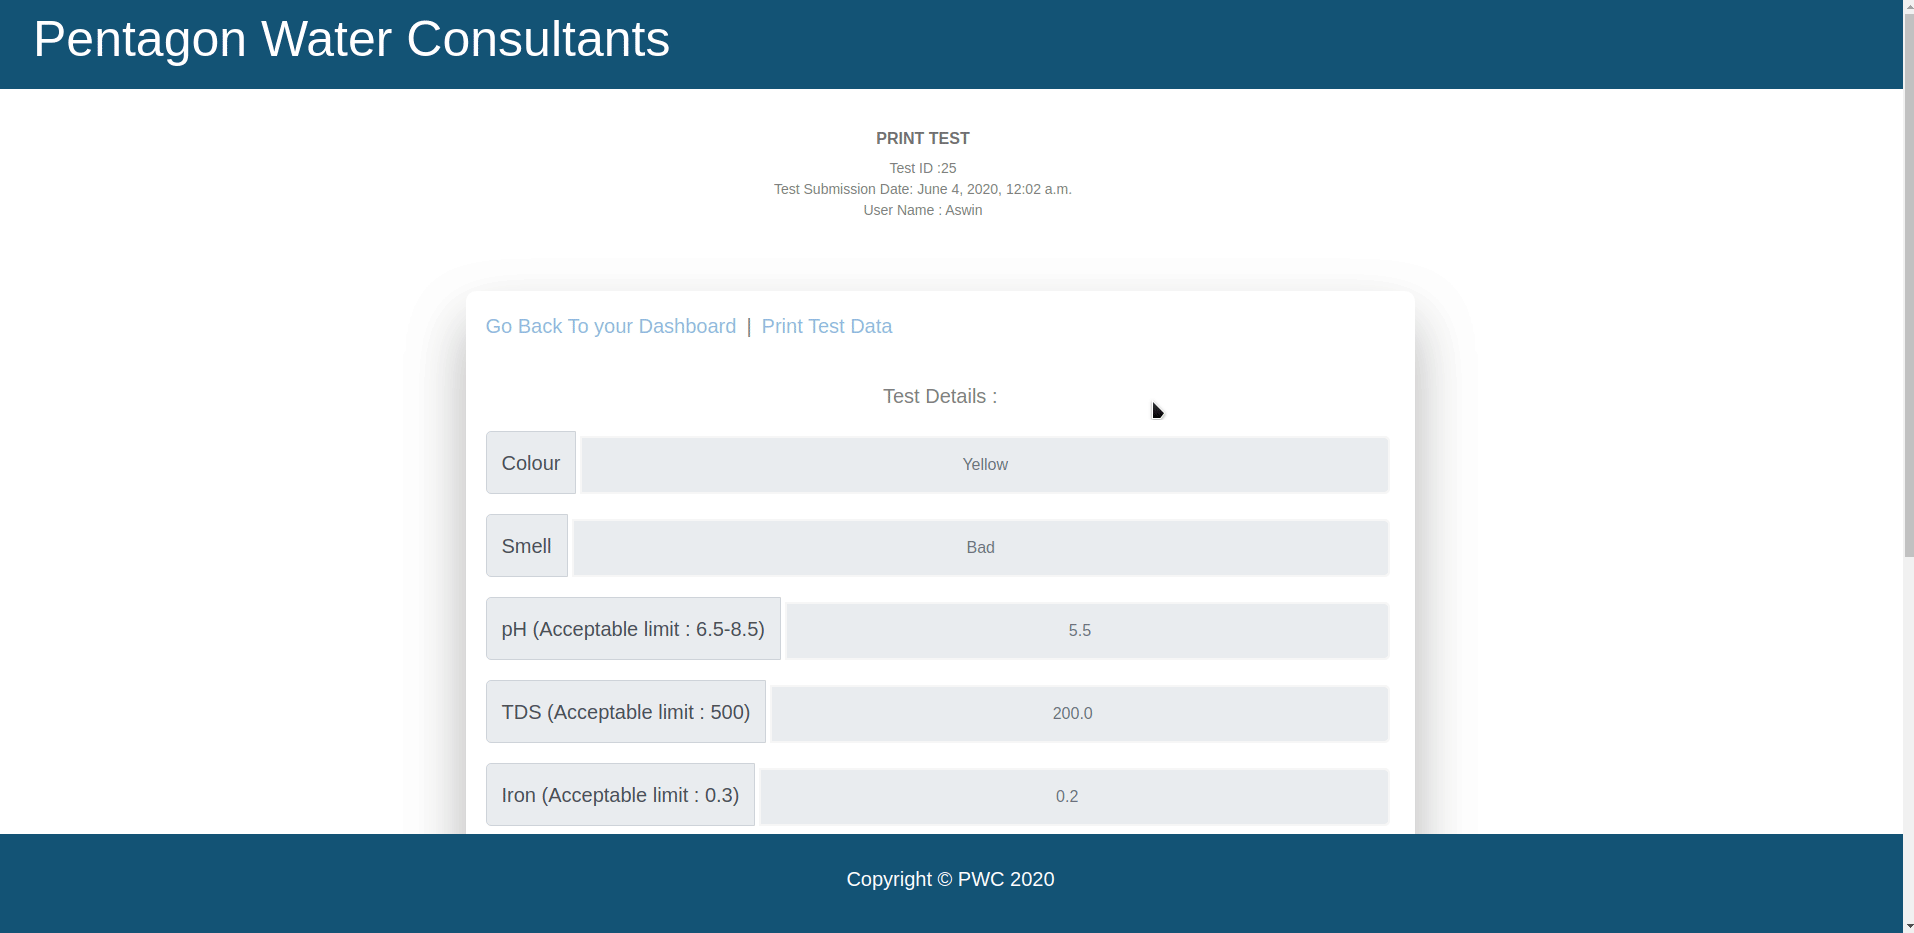 Pentagon Water Consultants
PRINT TEST
Test ID :25
Test Submission Date: June 4, 2020, 12:02 a.m.
User Name : Aswin
Go Back To your Dashboard | Print Test Data
Test Details :
Colour Yellow
Smell Bad
pH (Acceptable limit : 6.5-8.5) 5.5
TDS (Acceptable limit : 500) 200.0
Iron (Acceptable limit : 0.3) 0.2
Copyright © PWC 2020